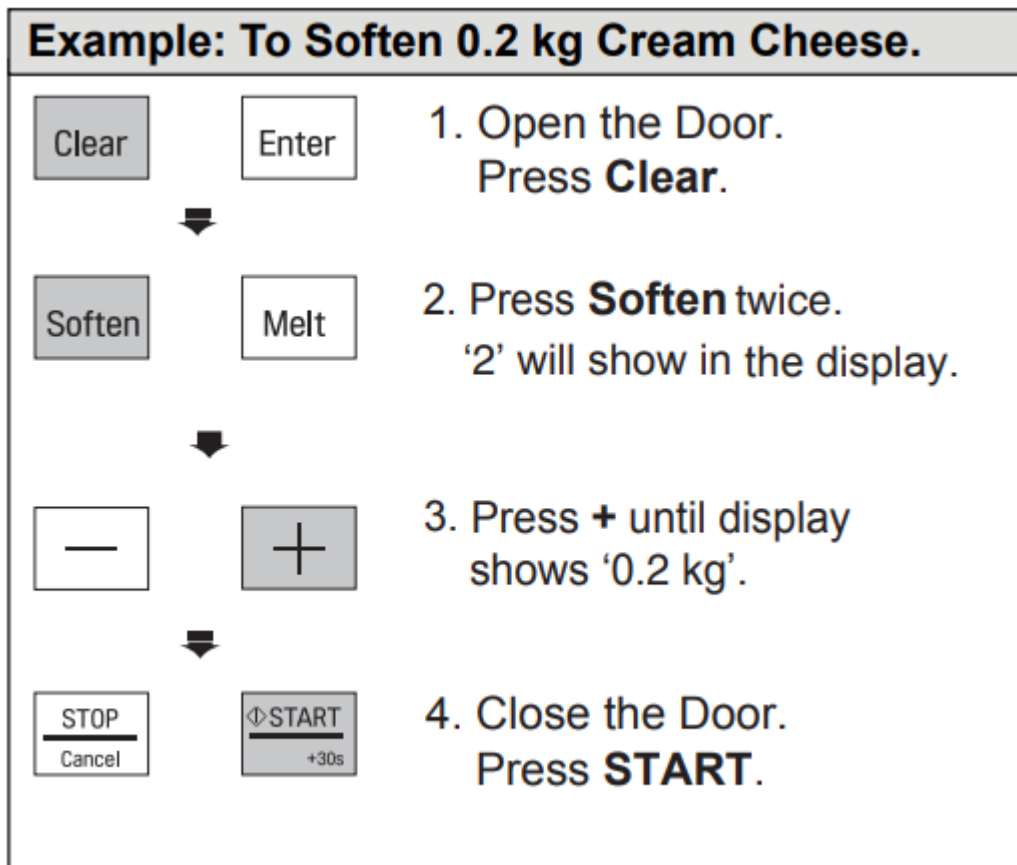 Example: To Soften 0.2 kg Cream Cheese.
Clear
Enter
1. Open the Door.
Press Clear.
Soften
Melt
2. Press Soften twice.
‘2’ will show in the display.
—
+
3. Press + until display
shows ‘0.2 kg’.
STOP
Cancel
START
+30s
4. Close the Door.
Press START.